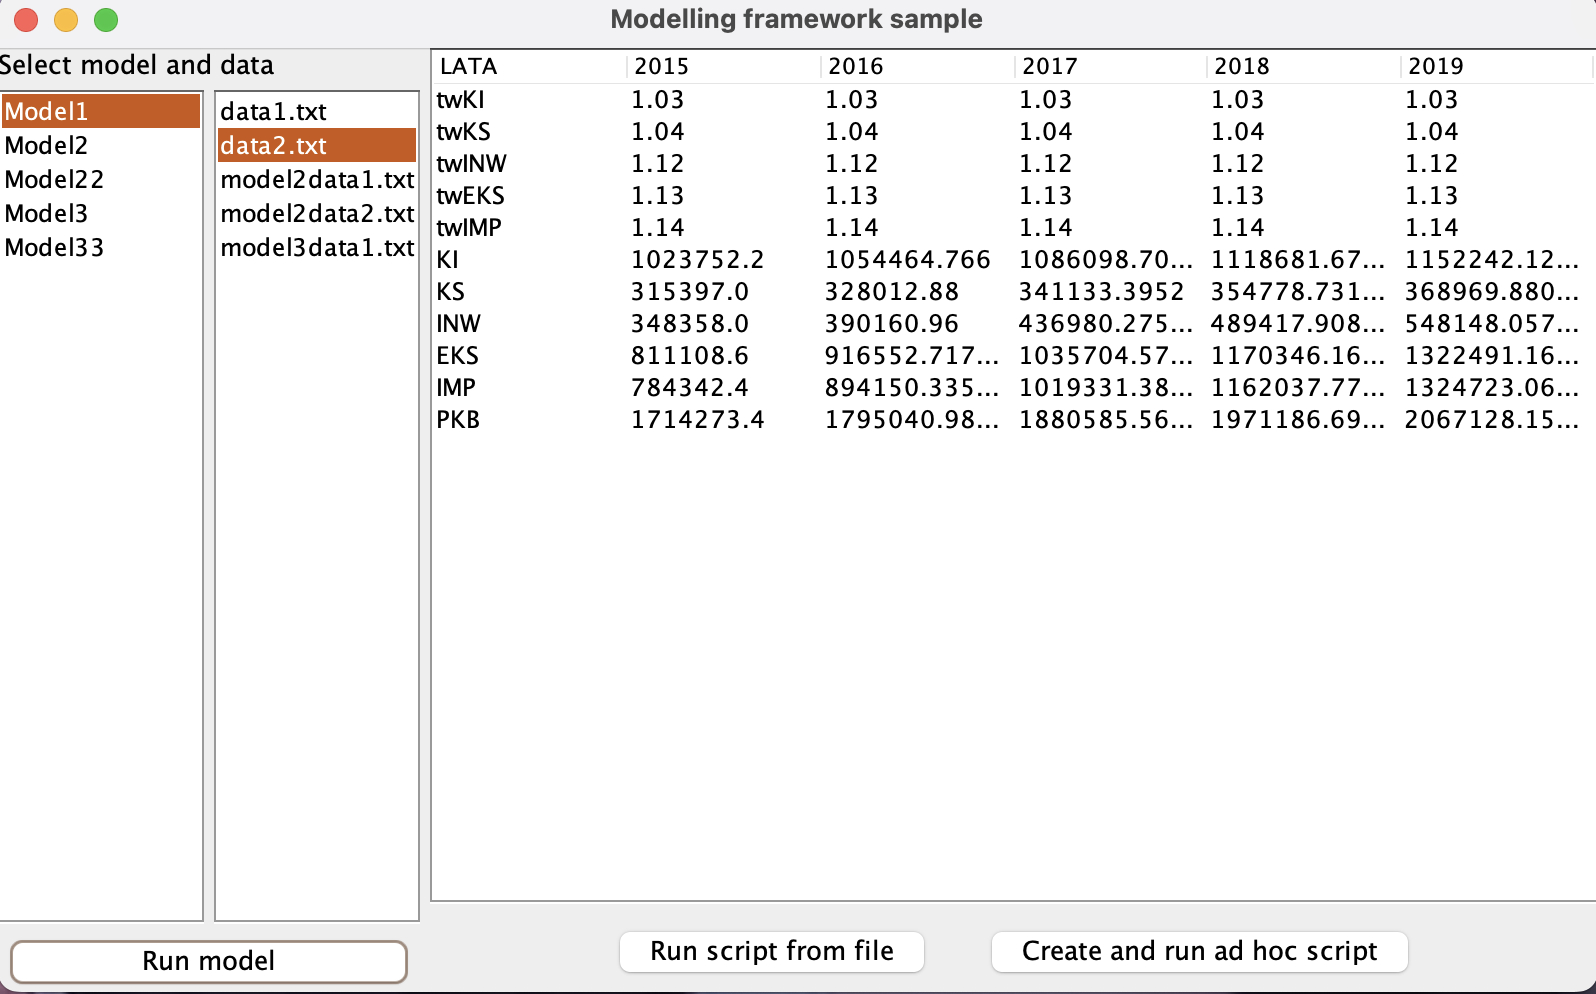 Modelling framework sample
Select model and data
Model1
Model2
Model22
Model3
Model33
data1.txt
data2.txt
model2data1.txt
model2data2.txt
model3data1.txt
LATA 2015 2016 2017 2018 2019
twKI 1.03 1.03 1.03 1.03 1.03
twKS 1.04 1.04 1.04 1.04 1.04
twINW 1.12 1.12 1.12 1.12 1.12
twEKS 1.13 1.13 1.13 1.13 1.13
twIMP 1.14 1.14 1.14 1.14 1.14
KI 1023752.2 1054464.766 1086098.70... 1118681.67... 1152242.12...
KS 315397.0 328012.88 341133.3952 354778.731... 368969.880...
INW 348358.0 390160.96 436980.275... 489417.908... 548148.057...
EKS 811108.6 916552.717... 1035704.57... 1170346.16... 1322491.16...
IMP 784342.4 894150.335... 1019331.38... 1162037.77... 1324723.06...
PKB 1714273.4 1795040.98... 1880585.56... 1971186.69... 2067128.15...
Run model
Run script from file
Create and run ad hoc script